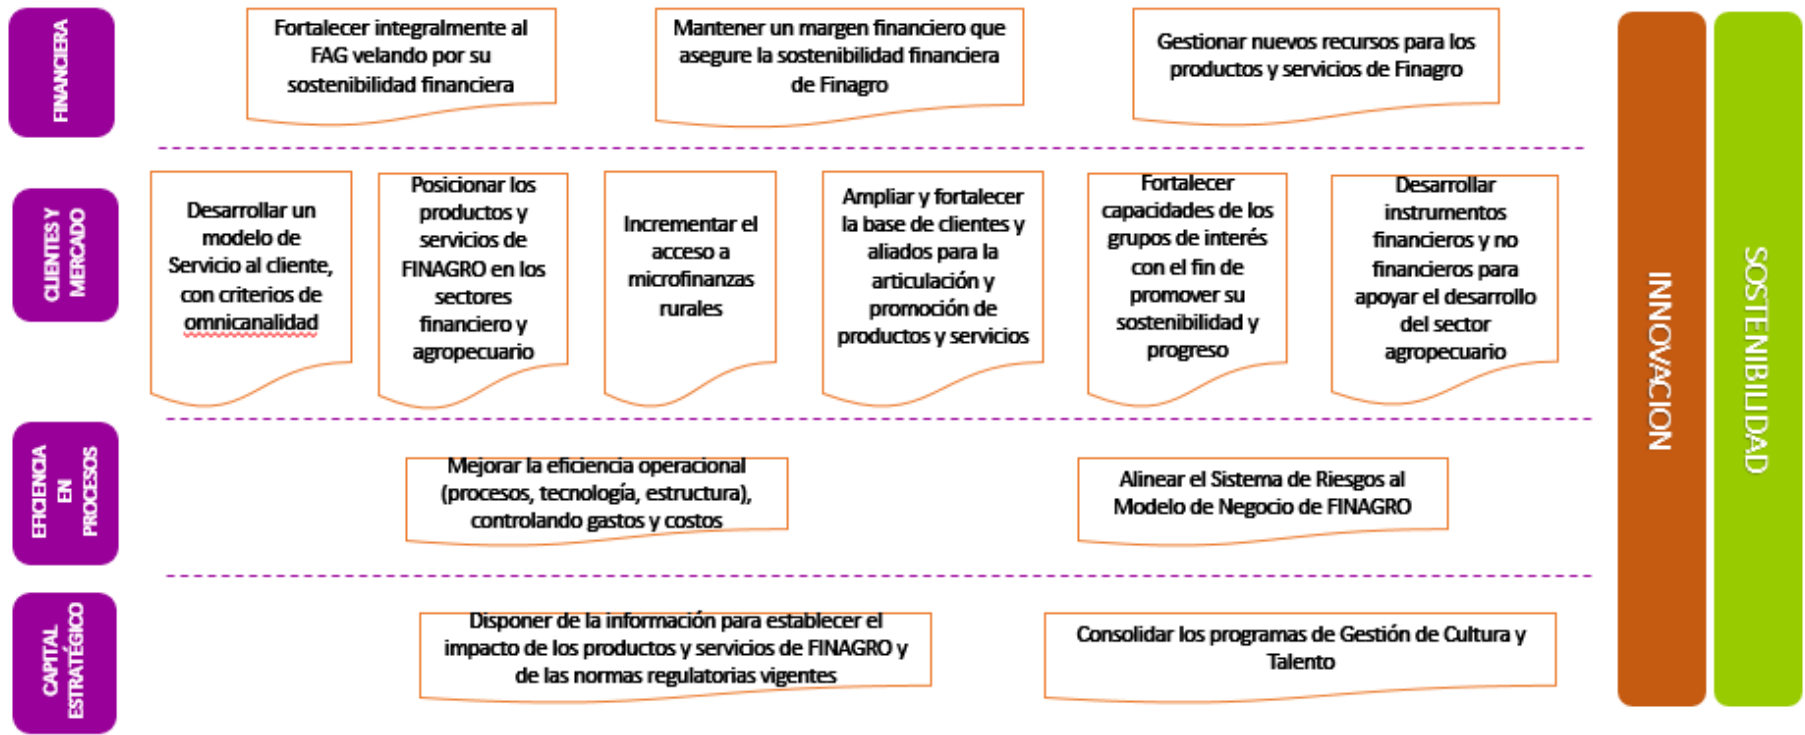 FINANCIERA
Fortalecer integralmente al
FAG velando por su
sostenibilidad financiera
Mantener un margen financiero que
asegure la sostenibilidad financiera
de Finagro
Gestionar nuevos recursos para los
productos y servicios de Finagro
CLIENTES Y
MERCADO
Desarrollar un
modelo de
Servicio al cliente,
con criterios de
omnicanalidad
Posicionar los
productos y
servicios de
FINAGRO en los
sectores
financiero y
agropecuario
Incrementar el
acceso a
microfinanzas
rurales
Ampliar y fortalecer
la base de clientes y
aliados para la
articulación y
promoción de
productos y servicios
Fortalecer
capacidades de los
grupos de interés
con el fin de
promover su
sostenibilidad y
progreso
Desarrollar
instrumentos
financieros y no
financieros para
apoyar el desarrollo
del sector
agropecuario
EFICIENCIA
EN
PROCESOS
Mejorar la eficiencia operacional
(procesos, tecnología, estructura),
controlando gastos y costos
Alinear el Sistema de Riesgos al
Modelo de Negocio de FINAGRO
CAPITAL
ESTRATÉGICO
Disponer de la información para establecer el
impacto de los productos y servicios de FINAGRO y
de las normas regulatorias vigentes
Consolidar los programas de Gestión de Cultura y
Talento
INNOVACION
SOSTENIBILIDAD